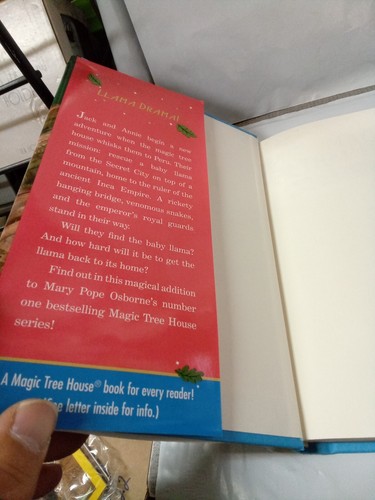 LLAMA DRAMA!
Jack and Annie begin a new
adventure when the magic tree
house whisks them to Peru. Their
mission: rescue a baby llama
from the Secret City on top of a
mountain, home to the ruler of the
ancient Inca Empire. A rickety
hanging bridge, venomous snakes,
and the emperor's royal guards
stand in their way.
Will they find the baby llama?
And how hard will it be to get the
llama back to its home?
Find out in this magical addition
to Mary Pope Osborne's number
one bestselling Magic Tree House
series!
A Magic Tree House® book for every reader!
letter inside for info.)